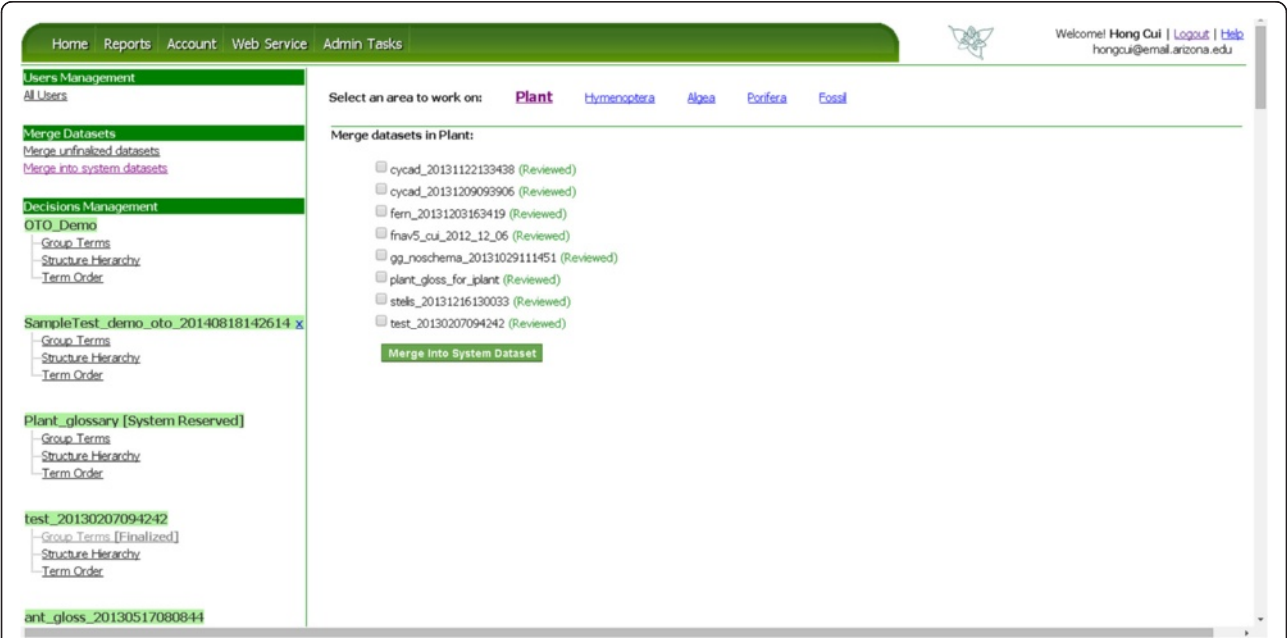 Home Reports Account Web Service Admin Tasks
Welcome! Hong Cui | Logout | Help
hongcui@email.arizona.edu
Users Management
All Users
Merge Datasets
Merge unfinalized datasets
Merge into system datasets
Decisions Management
OTO_Demo
Group Terms
Structure Hierarchy
Term Order
SampleTest_demo_oto_20140818142614 x
Group Terms
Structure Hierarchy
Term Order
Plant_glossary [System Reserved]
Group Terms
Structure Hierarchy
Term Order
test_20130207094242
Group Terms [Finalized]
Structure Hierarchy
Term Order
ant_gloss_20130517080844
Select an area to work on: Plant Hymenoptera Algea Porifera Fossil
Merge datasets in Plant:
cycad_20131122133438 (Reviewed)
cycad_20131209093906 (Reviewed)
fern_20131203163419 (Reviewed)
fnav5_cui_2012_12_06 (Reviewed)
gg_noschema_20131029111451 (Reviewed)
plant_gloss_for_iplant (Reviewed)
stelis_20131216130033 (Reviewed)
test_20130207094242 (Reviewed)
Merge Into System Dataset